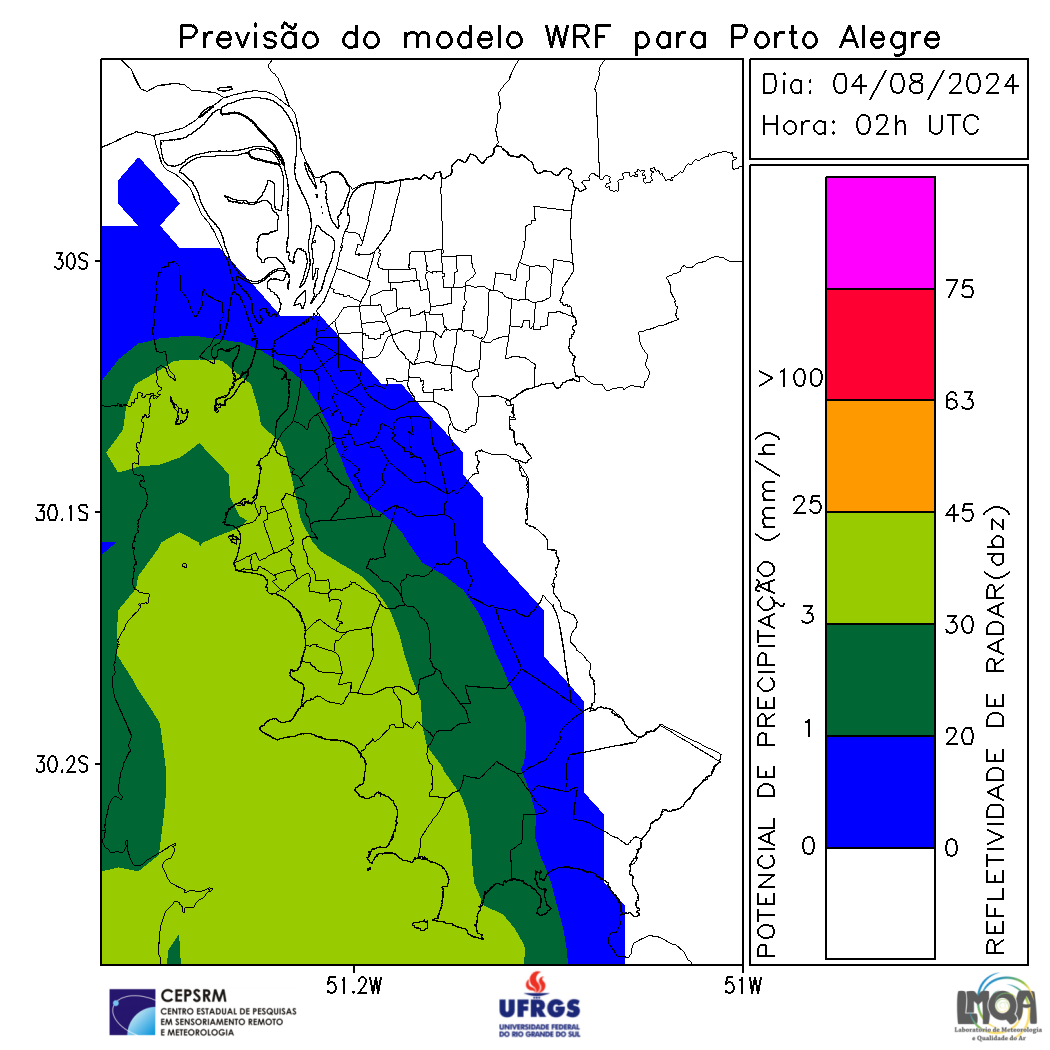 Previsão do modelo WRF para Porto Alegre
Dia: 04/08/2024
Hora: 02h UTC
30S
30.1S
30.2S
51.2W
51W
POTENCIAL DE PRECIPITAÇÃO (mm/h)
>100
25
3
1
0
75
63
45
30
20
0
REFLETIVIDADE DE RADAR(dbz)
CEPSRM
CENTRO ESTADUAL DE PESQUISAS
EM SENSORIAMENTO REMOTO
E METEOROLOGIA
UFRGS
UNIVERSIDADE FEDERAL
DO RIO GRANDE DO SUL
LMQA
Laboratório de Meteorologia
e Qualidade do Ar